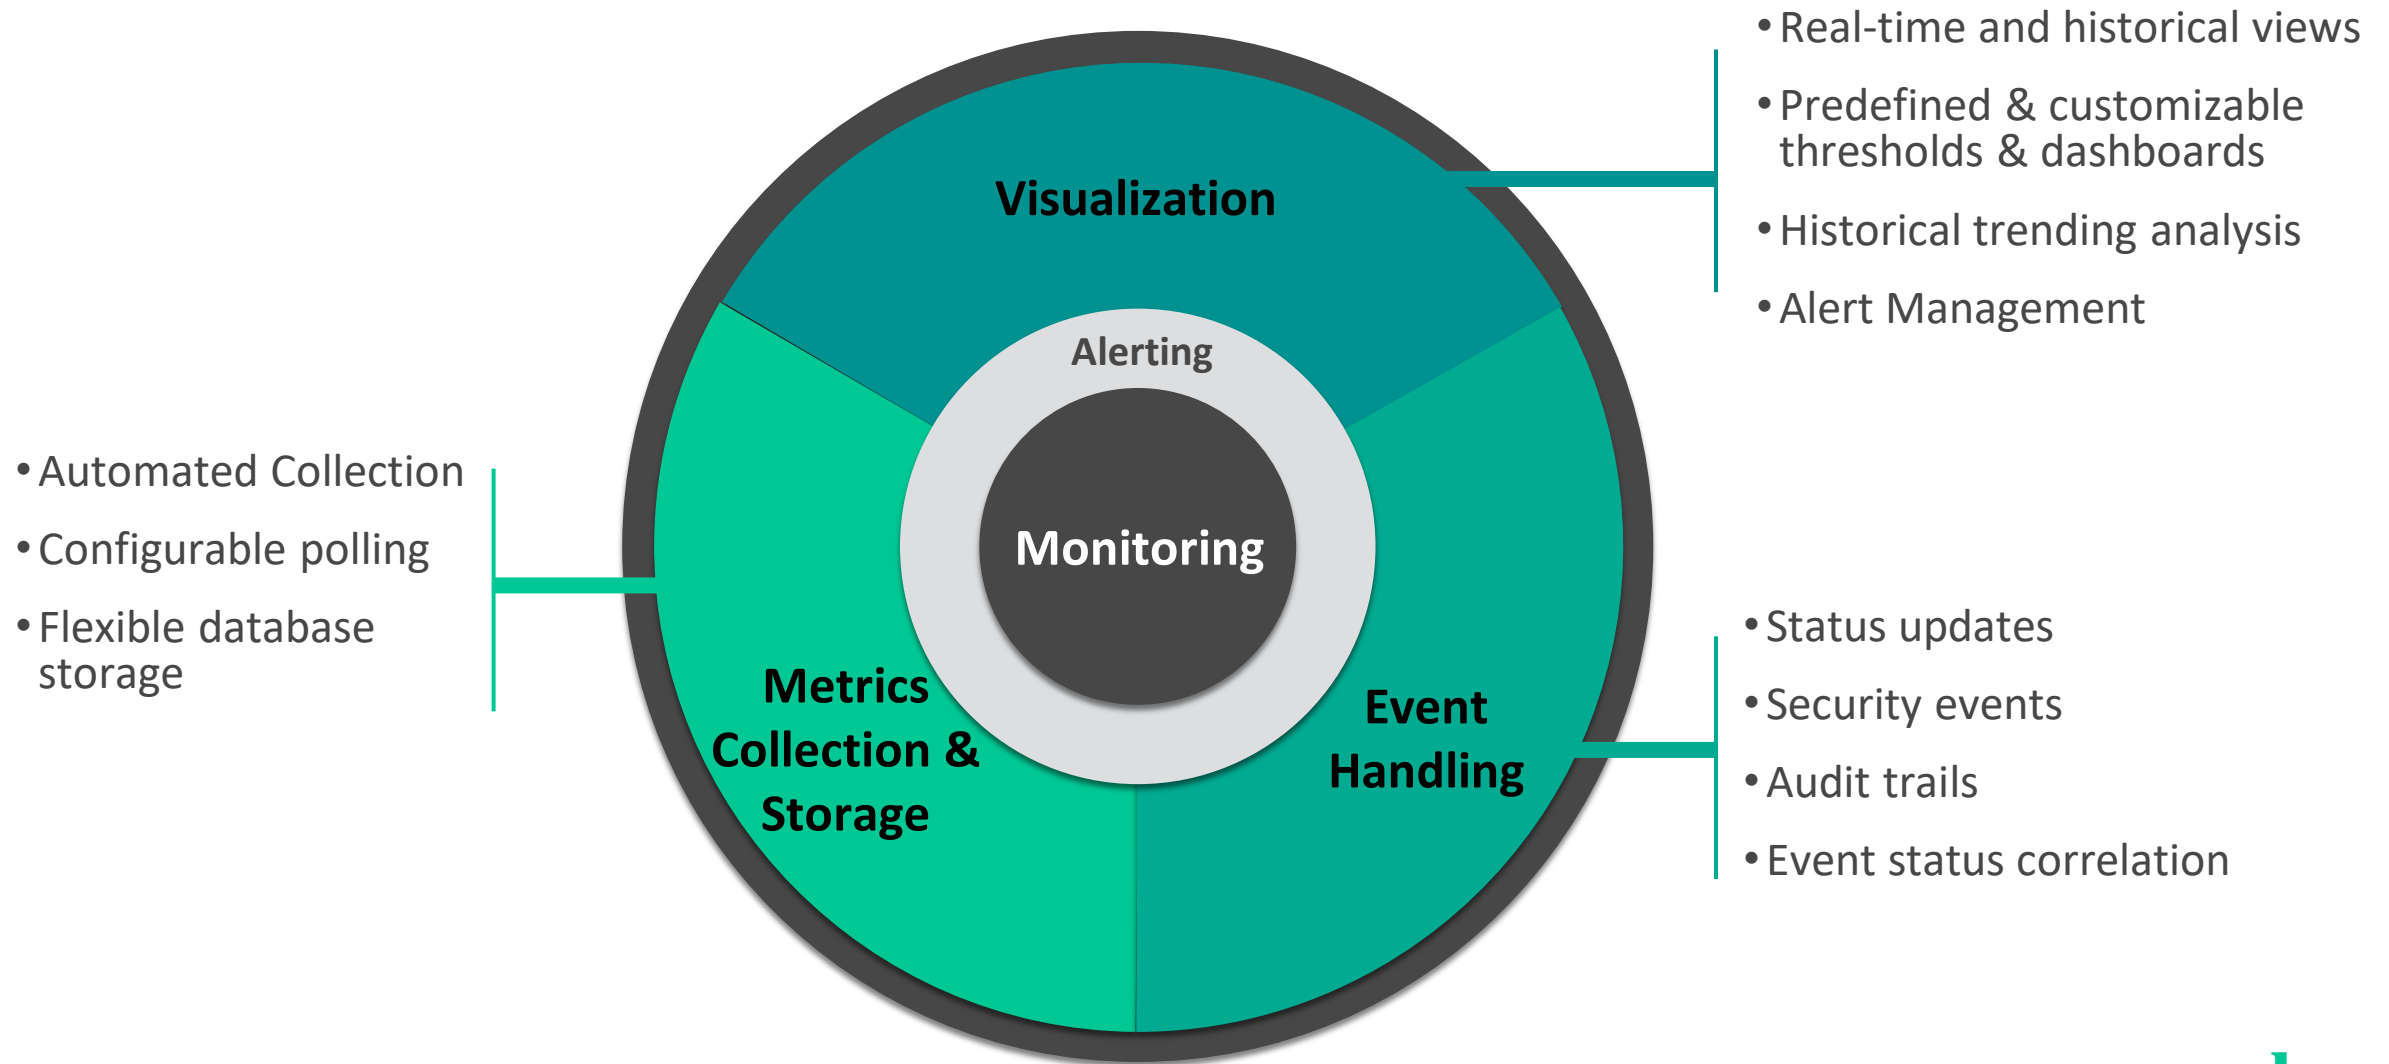 • Real-time and historical views
• Predefined & customizable
thresholds & dashboards
• Historical trending analysis
• Alert Management
Visualization
Alerting
Monitoring
• Automated Collection
• Configurable polling
• Flexible database
storage
Metrics
Collection &
Storage
Event
Handling
• Status updates
• Security events
• Audit trails
• Event status correlation